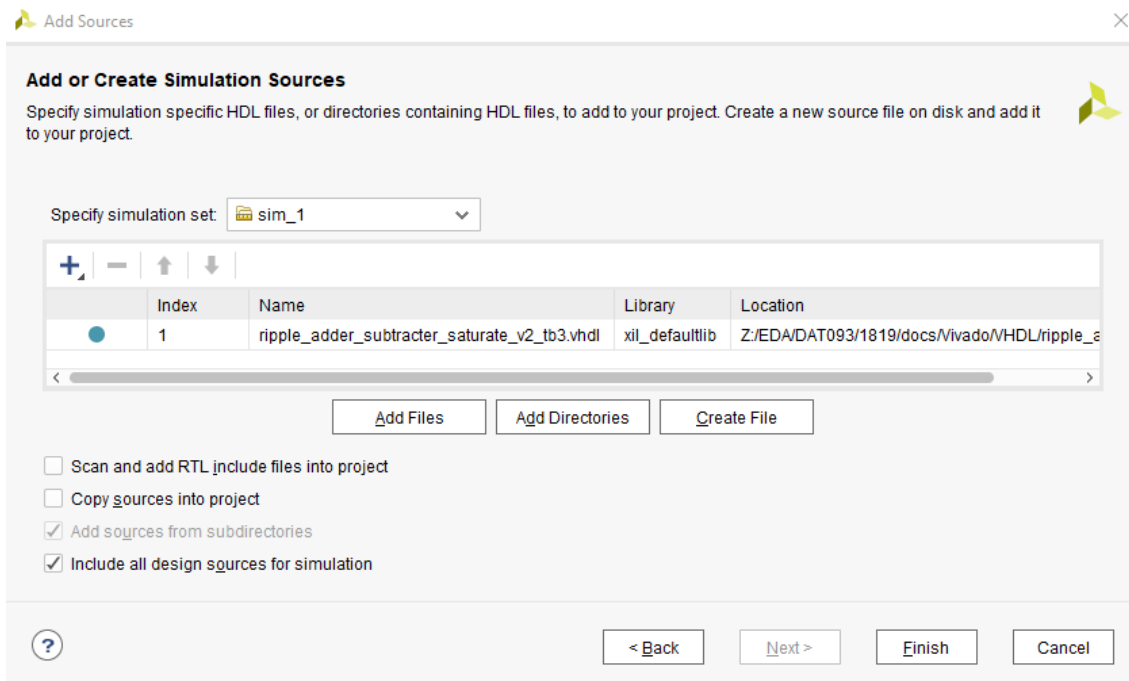 Add Sources
Add or Create Simulation Sources
Specify simulation specific HDL files, or directories containing HDL files, to add to your project. Create a new source file on disk and add it
to your project.
Specify simulation set: sim_1
Index Name Library Location
1 ripple_adder_subtracter_saturate_v2_tb3.vhdl xil_defaultlib Z:/EDA/DAT093/1819/docs/Vivado/VHDL/ripple_a
Add Files Add Directories Create File
Scan and add RTL include files into project
Copy sources into project
Add sources from subdirectories
Include all design sources for simulation
? < Back Next > Finish Cancel